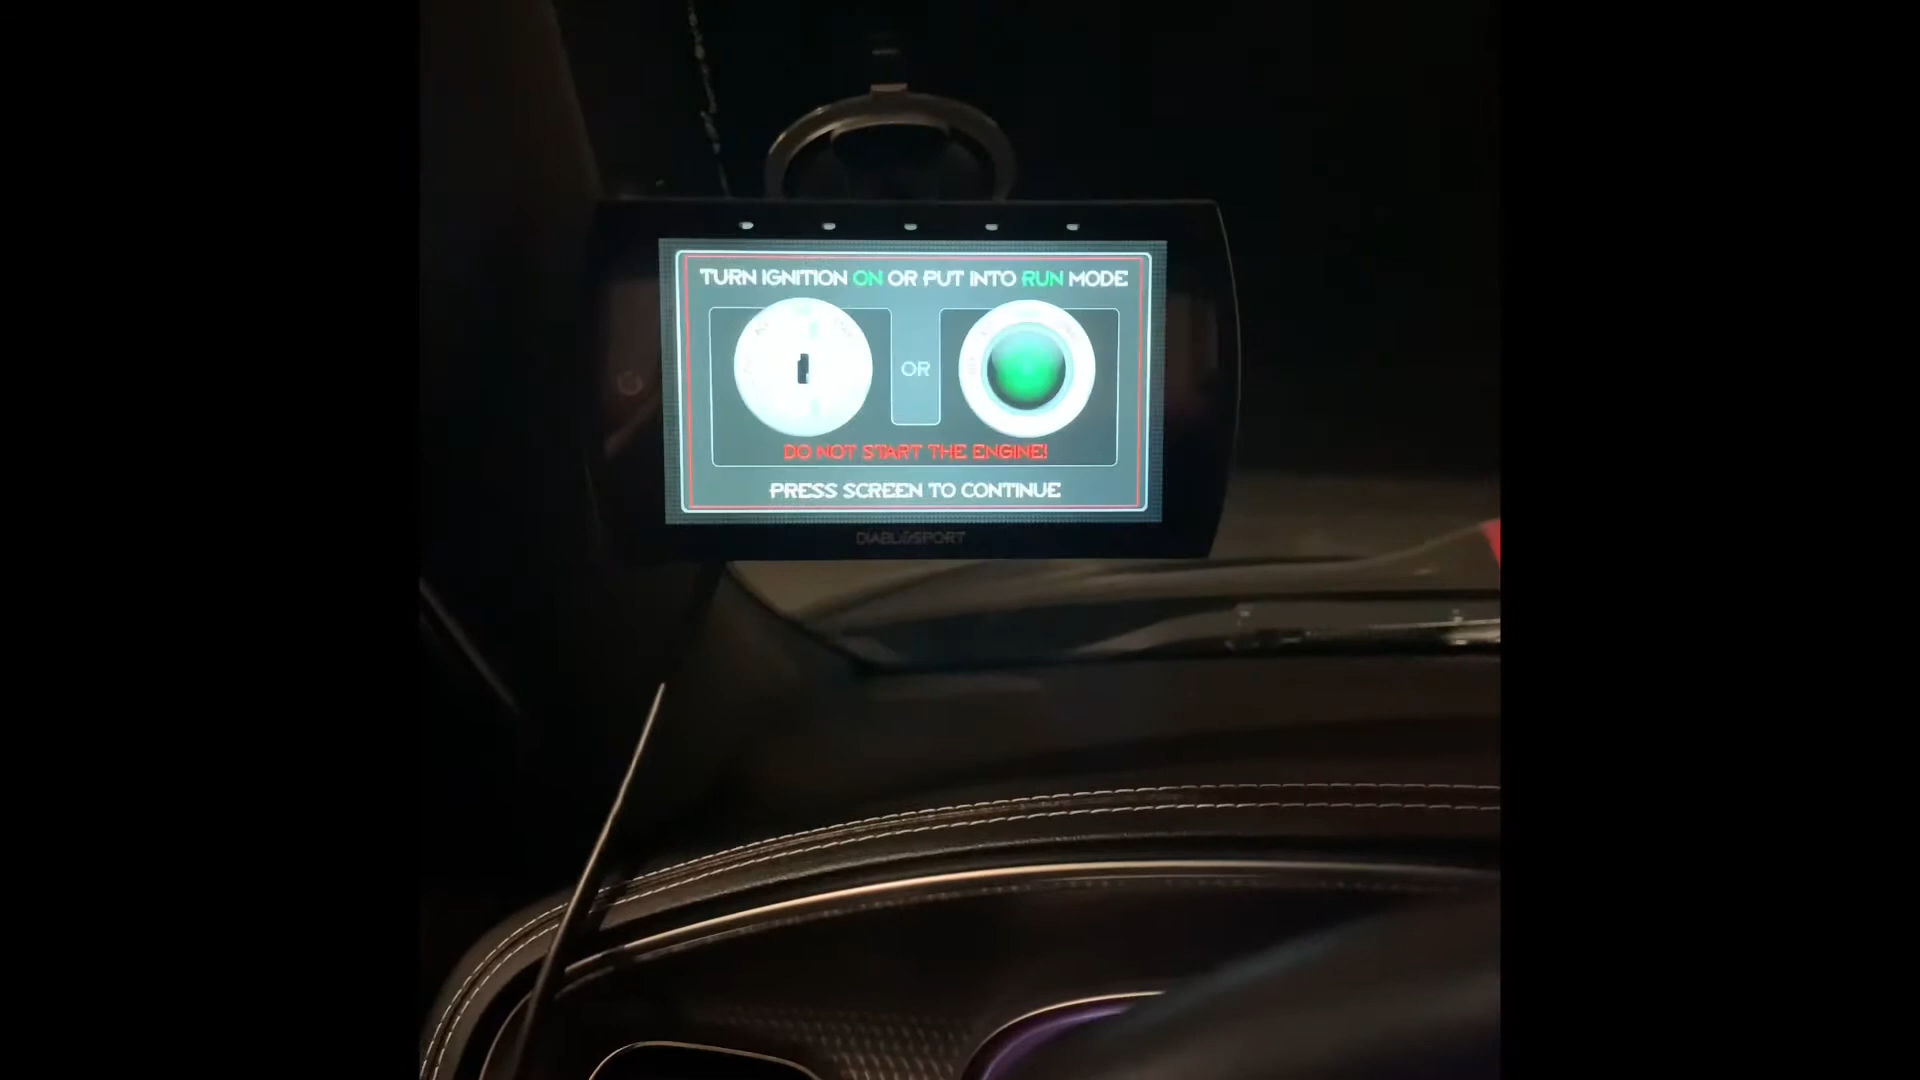 TURN IGNITION ON OR PUT INTO RUN MODE
OR
DO NOT START THE ENGINE!
PRESS SCREEN TO CONTINUE
DIABLOSPORT